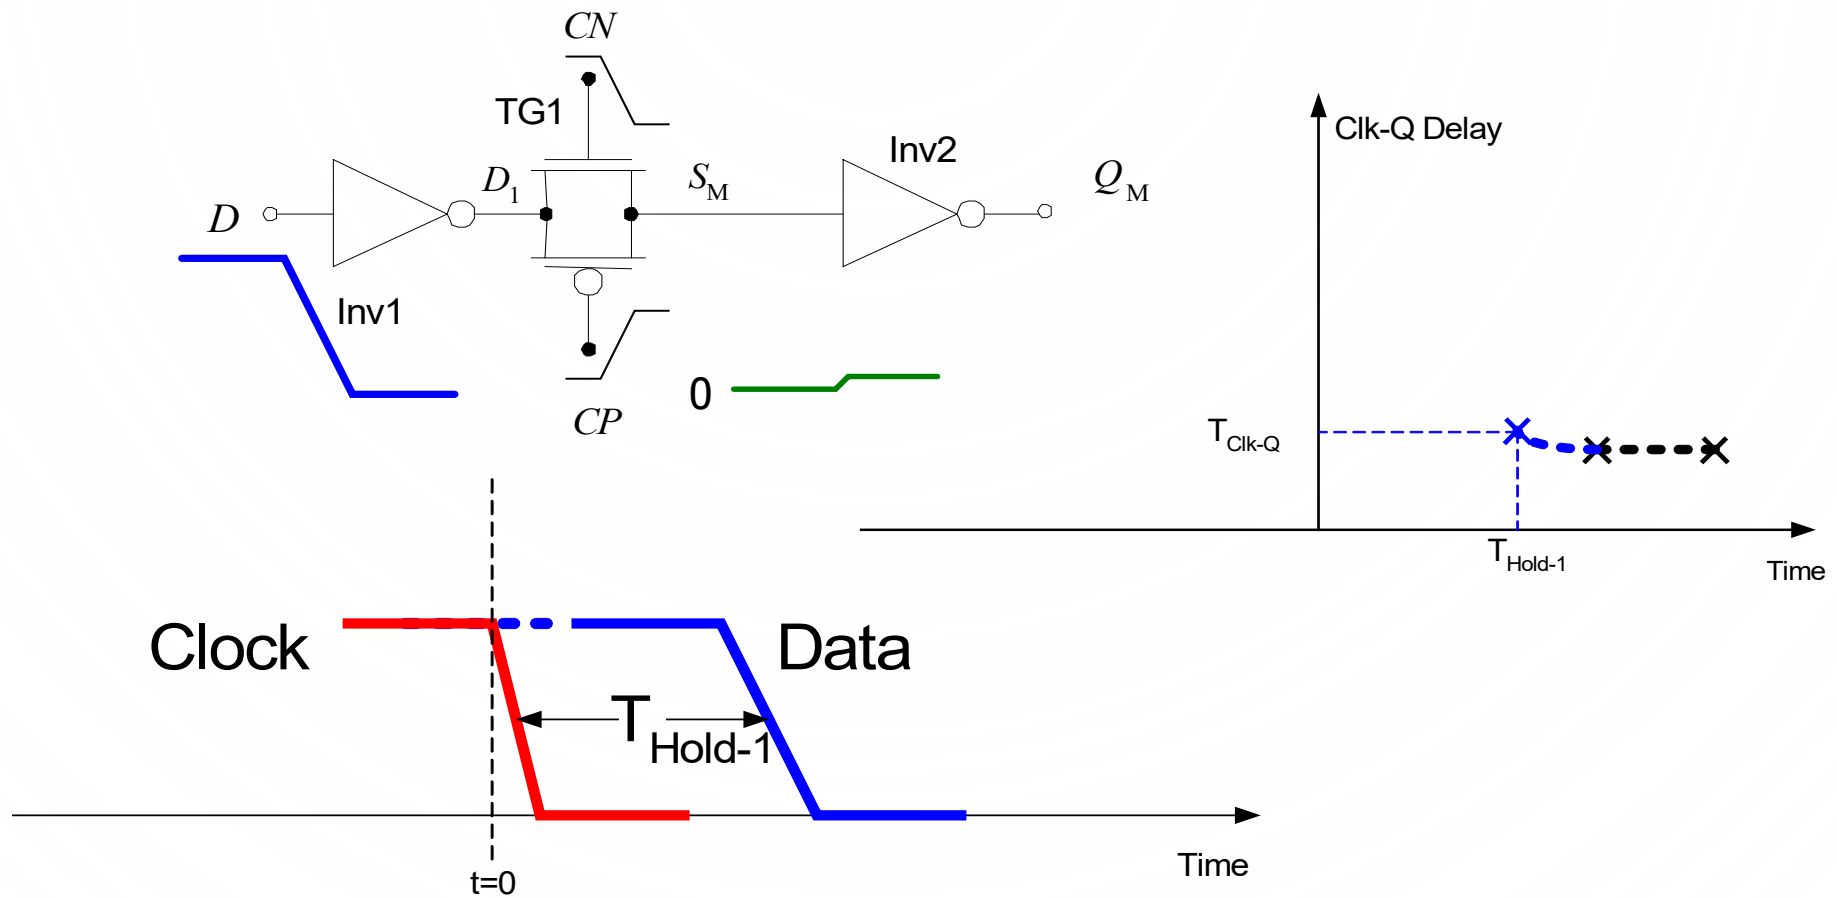 CN
TG1
Inv2
D
D1
SM
QM
Inv1
0
CP
Clk-Q Delay
TClk-Q
THold-1
Time
Clock
Data
THold-1
Time
t=0